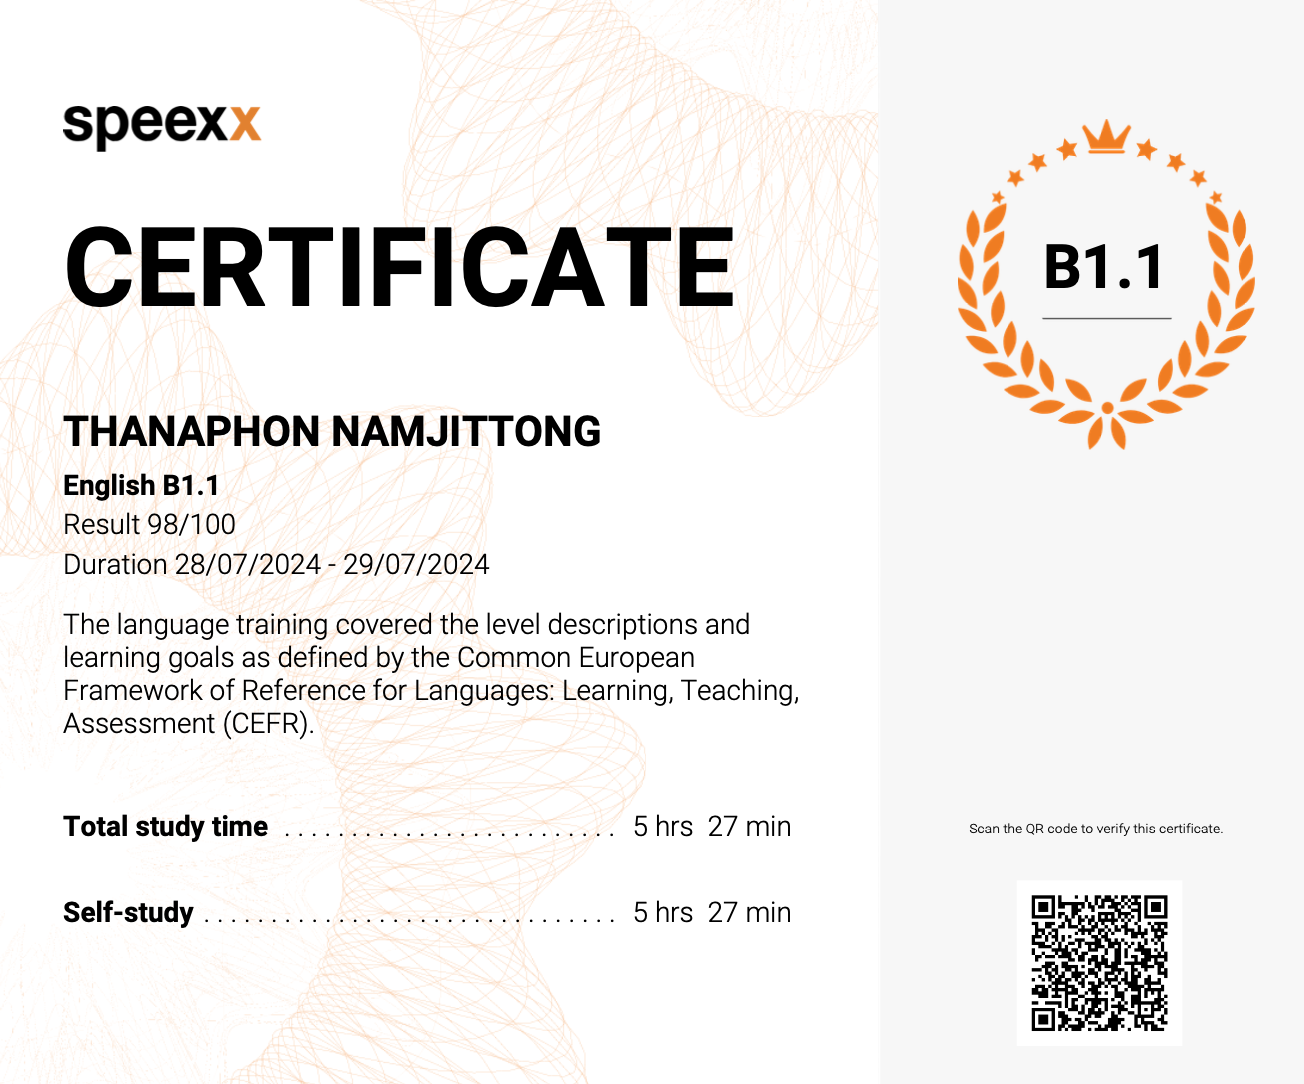 speexx
CERTIFICATE
THANAPHON NAMJITTONG
English B1.1
Result 98/100
Duration 28/07/2024 - 29/07/2024
The language training covered the level descriptions and
learning goals as defined by the Common European
Framework of Reference for Languages: Learning, Teaching,
Assessment (CEFR).
Total study time ......................... 5 hrs 27 min
Self-study ............................... 5 hrs 27 min
B1.1
Scan the QR code to verify this certificate.